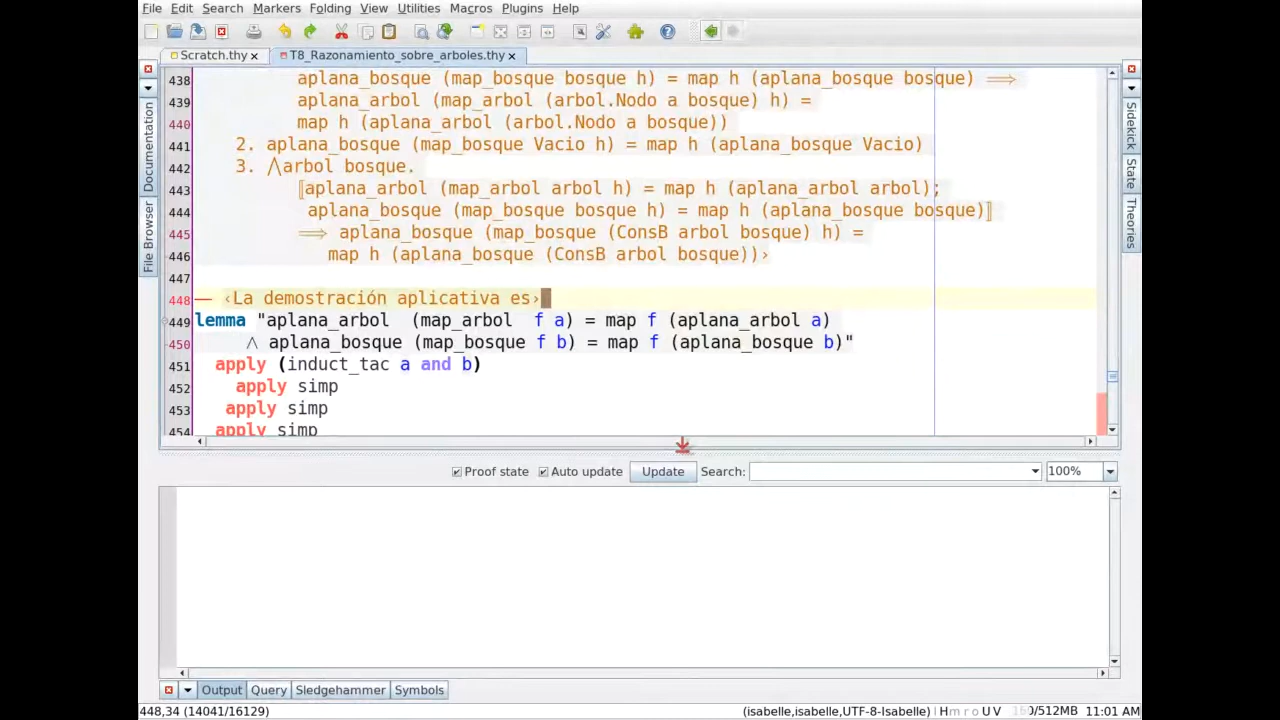 File Edit Search Markers Folding View Utilities Macros Plugins Help
Scratch.thy T8_Razonamiento_sobre_arboles.thy
438 aplana_bosque (map_bosque bosque h) = map h (aplana_bosque bosque) ⟹
439 aplana_arbol (map_arbol (arbol.Nodo a bosque) h) =
440 map h (aplana_arbol (arbol.Nodo a bosque))
441 2. aplana_bosque (map_bosque Vacio h) = map h (aplana_bosque Vacio)
442 3. ⋀arbol bosque.
443 ⟦aplana_arbol (map_arbol arbol h) = map h (aplana_arbol arbol);
444 aplana_bosque (map_bosque bosque h) = map h (aplana_bosque bosque)⟧
445 ⟹ aplana_bosque (map_bosque (ConsB arbol bosque) h) =
446 map h (aplana_bosque (ConsB arbol bosque))›
447
448 — ‹La demostración aplicativa es›
449 lemma "aplana_arbol (map_arbol f a) = map f (aplana_arbol a)
450 ∧ aplana_bosque (map_bosque f b) = map f (aplana_bosque b)"
451 apply (induct_tac a and b)
452 apply simp
453 apply simp
454 apply simp
Documentation
File Browser
Sidekick
State
Theories
Proof state Auto update Update Search: 100%
Output Query Sledgehammer Symbols
448,34 (14041/16129) (isabelle,isabelle,UTF-8-Isabelle) H m r o U V /512MB 11:01 AM